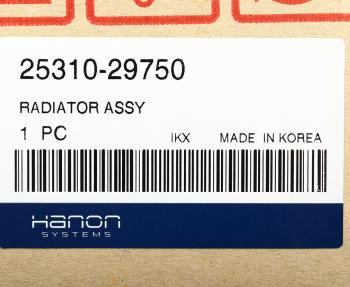 25310-29750
RADIATOR ASSY
1 PC iKX MADE IN KOREA
Hanon
SYSTEMS